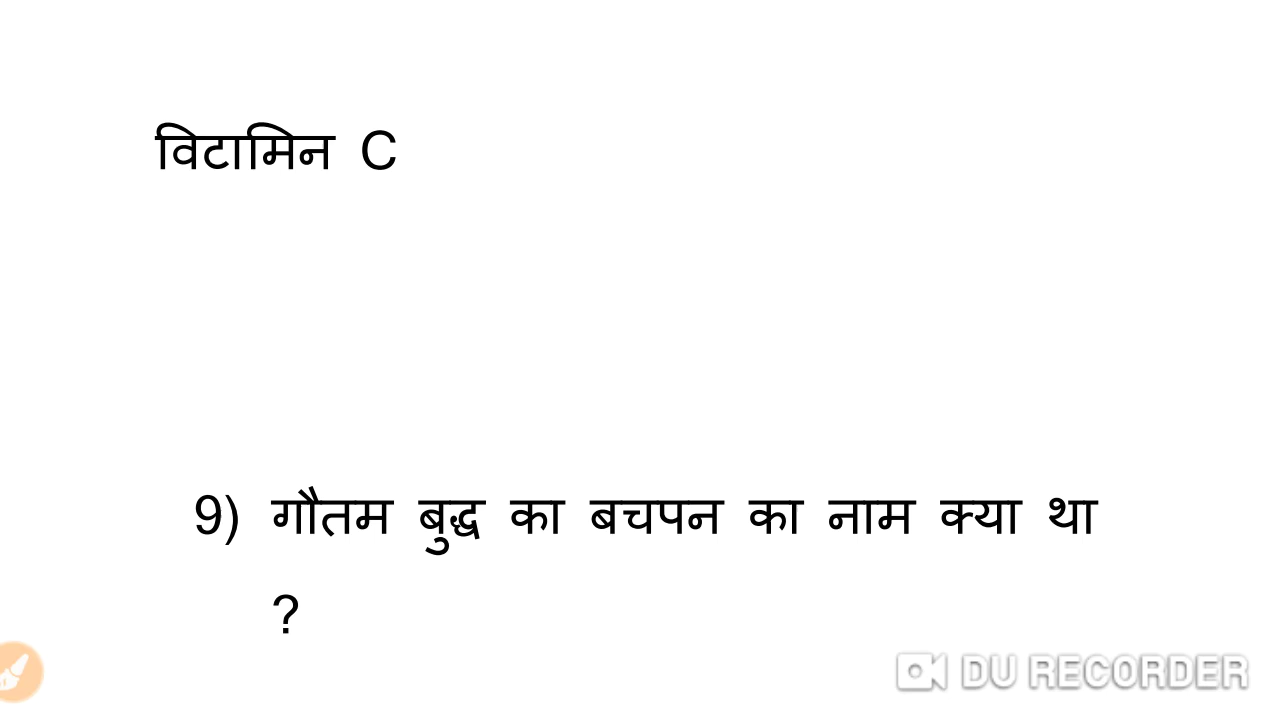 विटामिन C
9) गौतम बुद्ध का बचपन का नाम क्या था
?
DU RECORDER